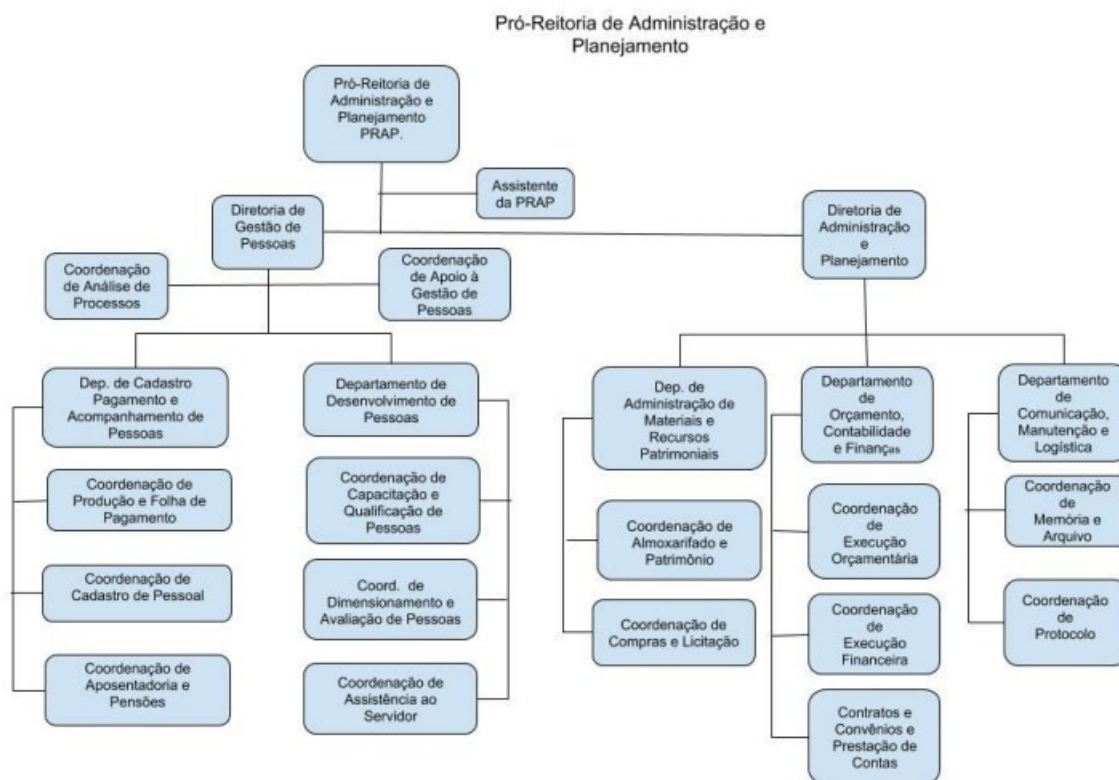 Pró-Reitoria de Administração e
Planejamento
Pró-Reitoria de
Administração e
Planejamento
PRAP.
Assistente
da PRAP
Diretoria de
Gestão de
Pessoas
Diretoria de
Administração
e
Planejamento
Coordenação
de Análise de
Processos
Coordenação
de Apoio à
Gestão de
Pessoas
Dep. de Cadastro
Pagamento e
Acompanhamento de
Pessoas
Departamento de
Desenvolvimento de
Pessoas
Dep. de
Administração de
Materiais e
Recursos
Patrimoniais
Departamento
de
Orçamento,
Contabilidade
e Finanças
Departamento
de
Comunicação,
Manutenção e
Logística
Coordenação
de
Produção e Folha de
Pagamento
Coordenação
de
Capacitação e
Qualificação de
Pessoas
Coordenação de
Almoxarifado e
Patrimônio
Coordenação
de
Execução
Orçamentária
Coordenação
de
Memória e
Arquivo
Coordenação de
Cadastro de Pessoal
Coord. de
Dimensionamento e
Avaliação de Pessoas
Coordenação de
Compras e Licitação
Coordenação
de
Execução
Financeira
Coordenação
de
Protocolo
Coordenação de
Aposentadoria e
Pensões
Coordenação de
Assistência ao
Servidor
Contratos e
Convênios e
Prestação de
Contas